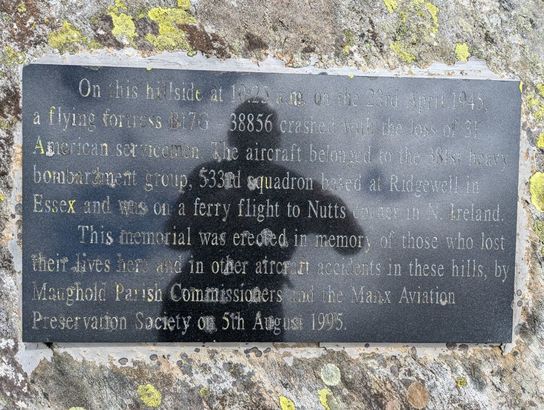 On this hillside at 10.20 a.m. on the 23rd April 1945,
a flying fortress B17G 38856 crashed with the loss of 31
American servicemen. The aircraft belonged to the 381st heavy
bombardment group, 533rd squadron based at Ridgewell in
Essex and was on a ferry flight to Nutts corner in N. Ireland.
This memorial was erected in memory of those who lost
their lives here and in other aircraft accidents in these hills, by
Maughold Parish Commissioners and the Manx Aviation
Preservation Society on 5th August 1995.